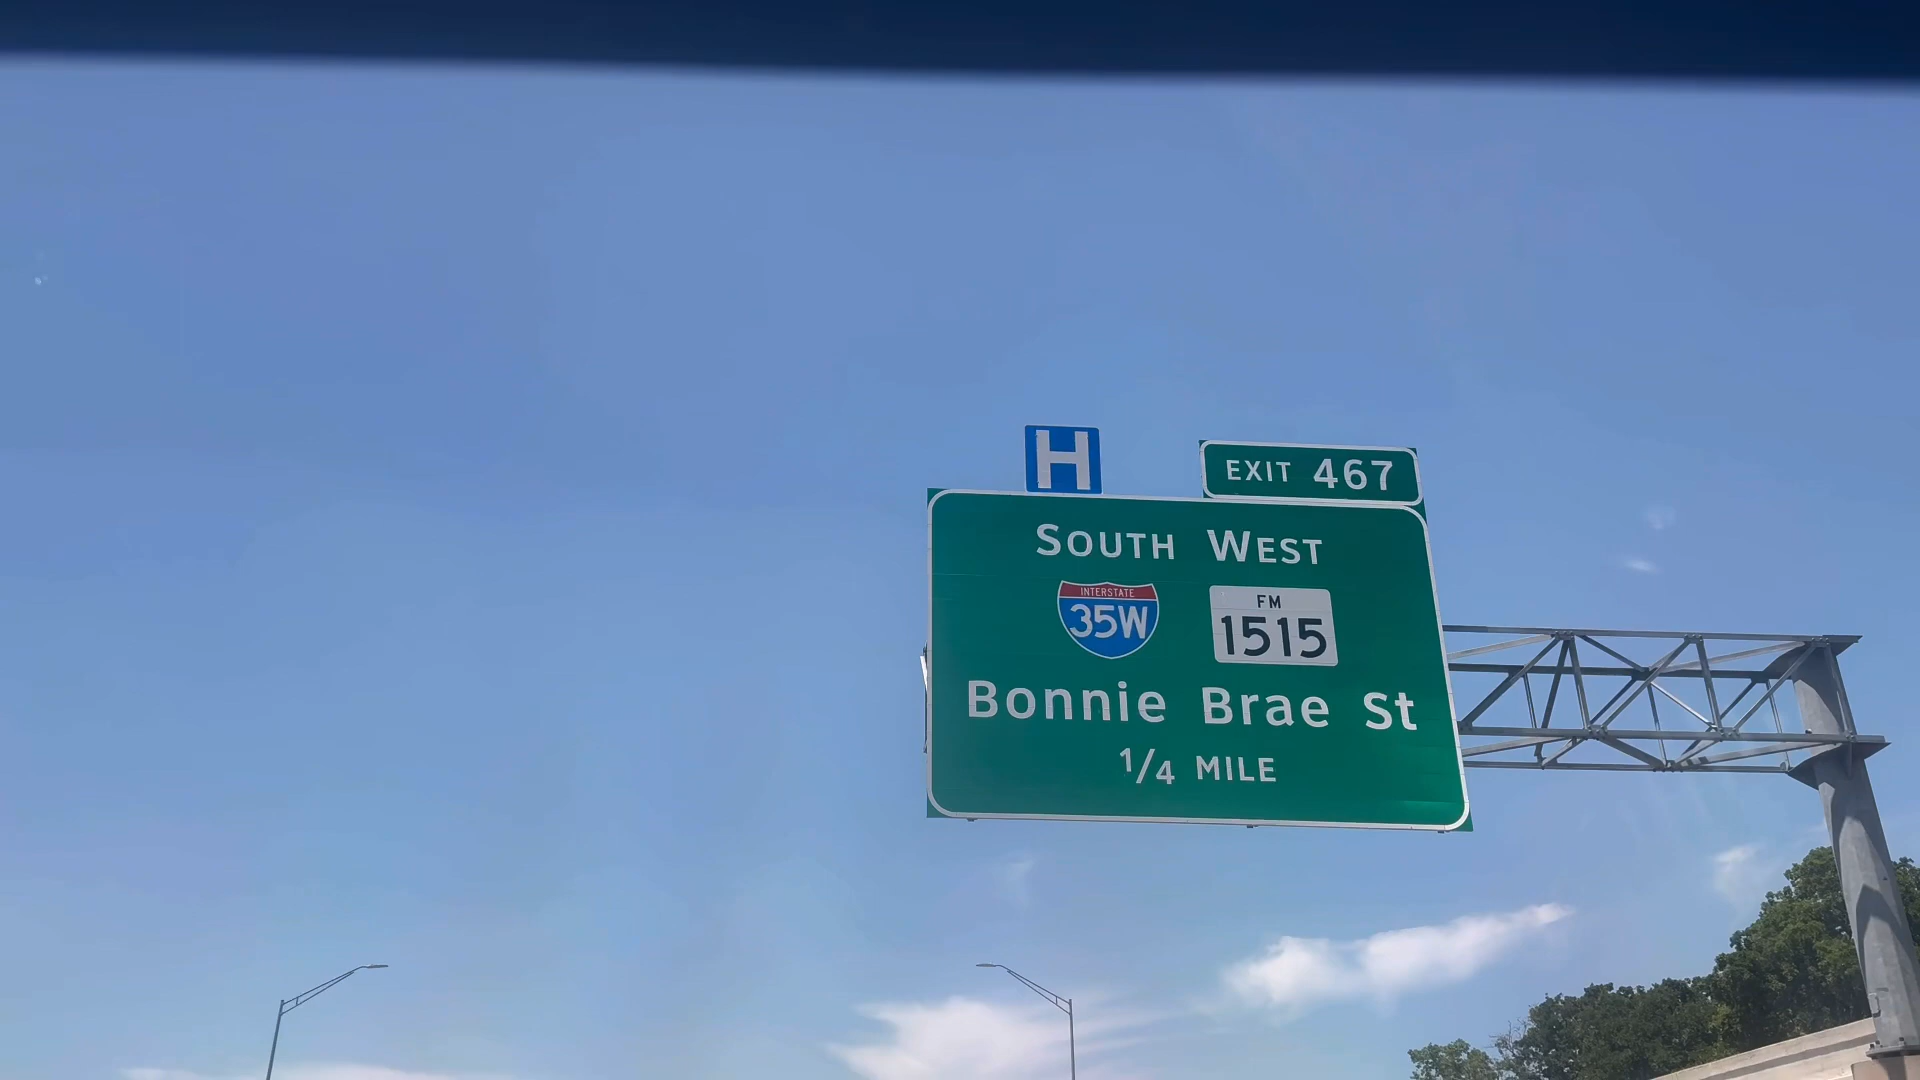 H
EXIT 467
SOUTH WEST
INTERSTATE
35W
FM
1515
Bonnie Brae St
1/4 MILE